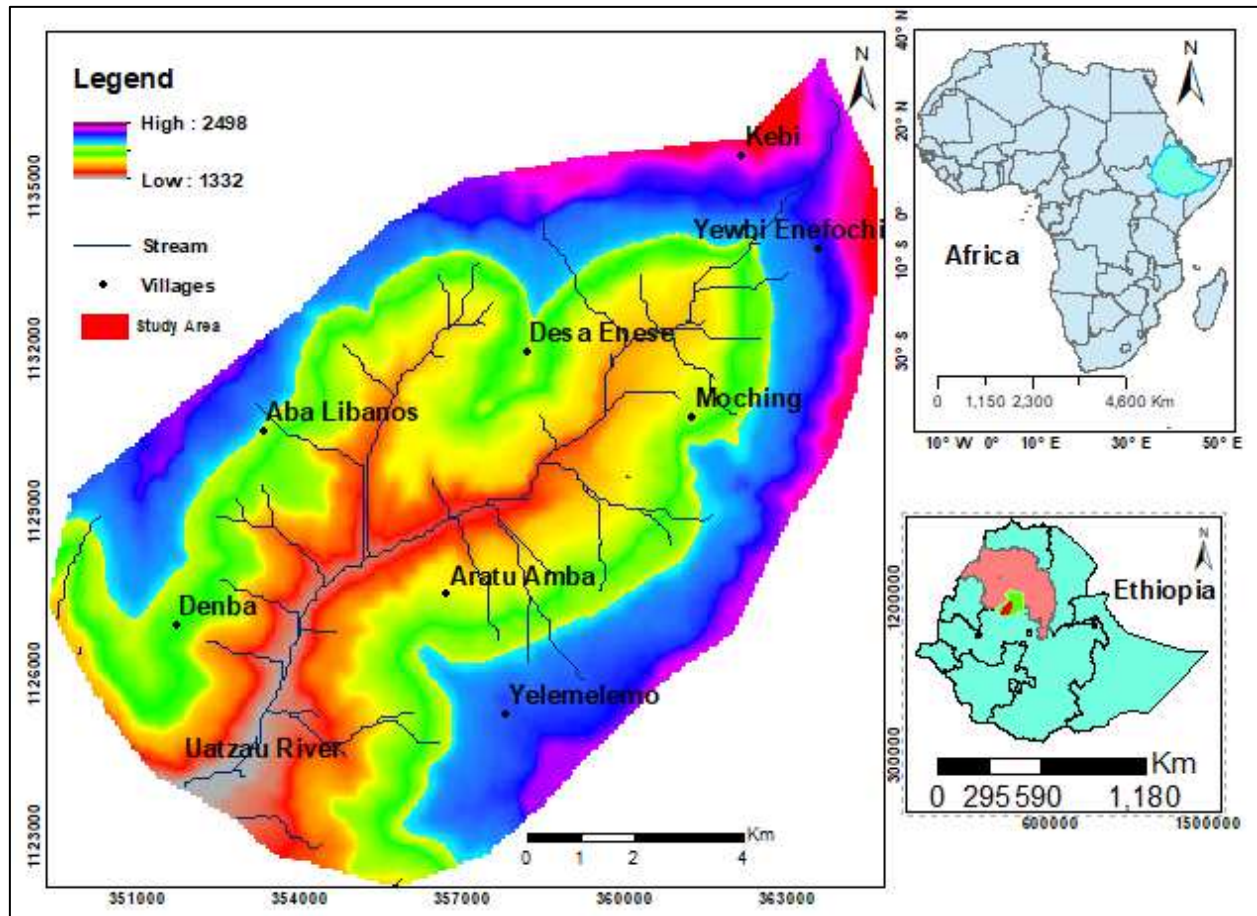 Legend
High : 2498
Low : 1332
Stream
Villages
Study Area
N
Kebi
Yewbi Enefochi
Desa Enese
Moching
Aba Libanos
Aratu Amba
Denba
Yelemelemo
Uatzau River
Km
0 1 2 4
1135000
1132000
1129000
1126000
1123000
351000 354000 357000 360000 363000
N
40° N
20° N
0°
10° S
30° S
Africa
0 1,150 2,300 4,600 Km
10° W 0° 10° E 30° E 50° E
N
Ethiopia
1200000
300000
Km
0 295590 1,180
600000 1500000